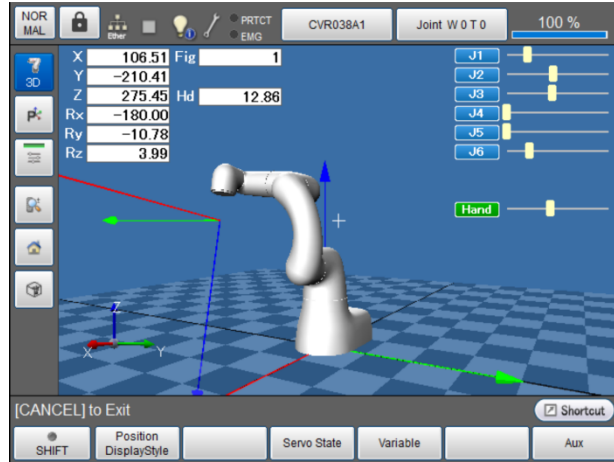 NOR
MAL
Ether
PRTCT
EMG
CVR038A1
Joint W 0 T 0
100 %
3D
P
X 106.51 Fig 1
Y -210.41
Z 275.45 Hd 12.86
Rx -180.00
Ry -10.78
Rz 3.99
J1
J2
J3
J4
J5
J6
Hand
Z
X
Y
[CANCEL] to Exit
Shortcut
SHIFT
Position
DisplayStyle
Servo State
Variable
Aux